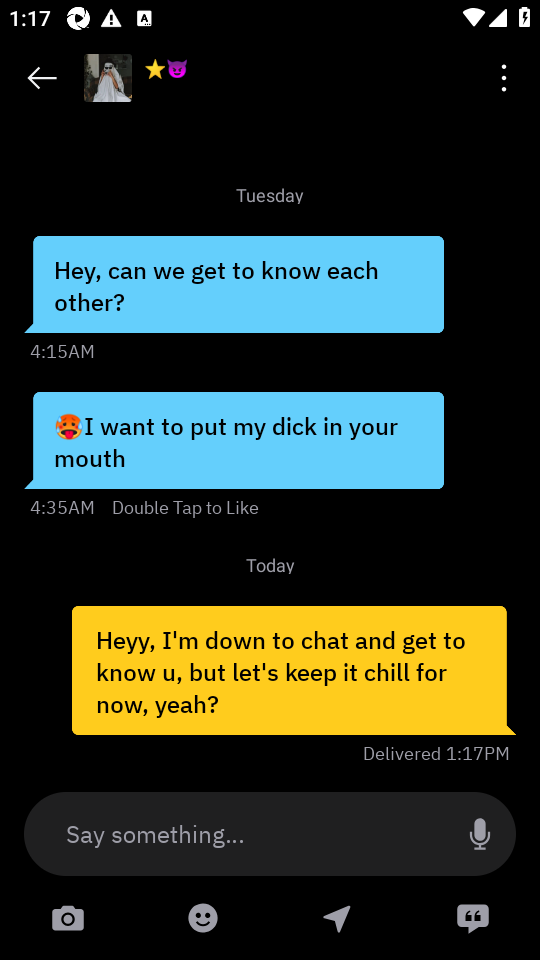 1:17
⭐😈
Tuesday
Hey, can we get to know each
other?
4:15AM
🥵I want to put my dick in your
mouth
4:35AM Double Tap to Like
Today
Heyy, I'm down to chat and get to
know u, but let's keep it chill for
now, yeah?
Delivered 1:17PM
Say something...